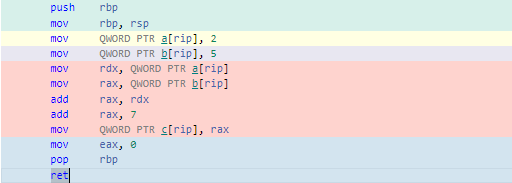 push rbp
mov rbp, rsp
mov QWORD PTR a[rip], 2
mov QWORD PTR b[rip], 5
mov rdx, QWORD PTR a[rip]
mov rax, QWORD PTR b[rip]
add rax, rdx
add rax, 7
mov QWORD PTR c[rip], rax
mov eax, 0
pop rbp
ret